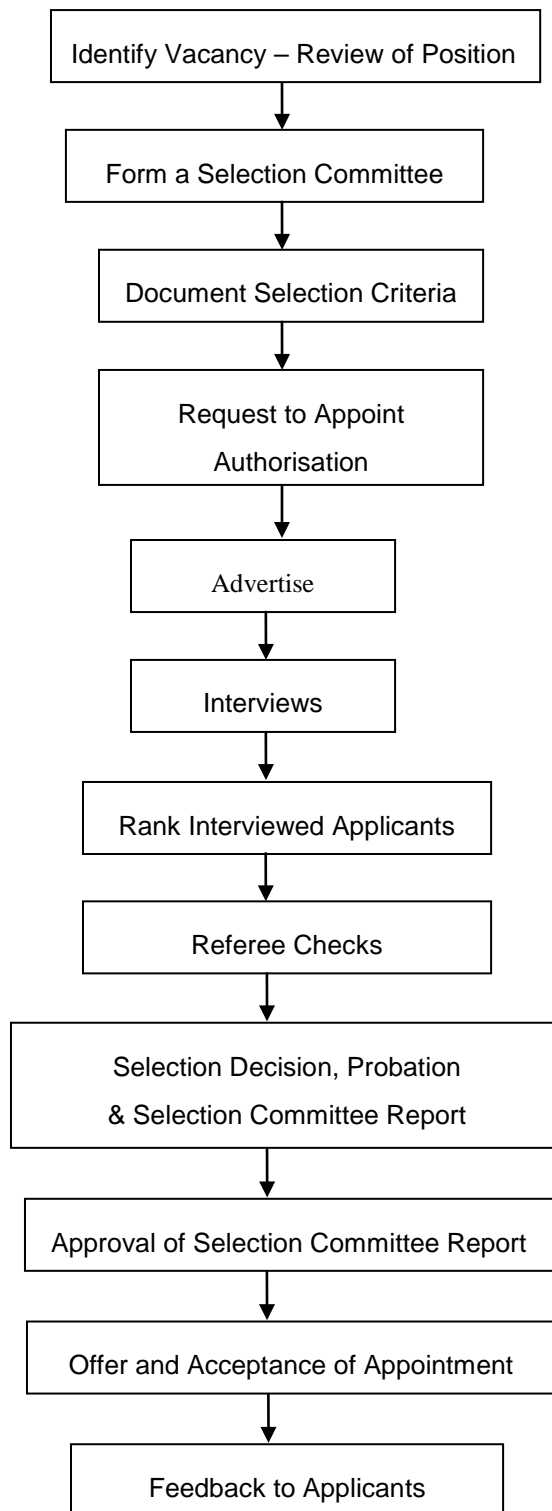 Identify Vacancy – Review of Position
Form a Selection Committee
Document Selection Criteria
Request to Appoint
Authorisation
Advertise
Interviews
Rank Interviewed Applicants
Referee Checks
Selection Decision, Probation
& Selection Committee Report
Approval of Selection Committee Report
Offer and Acceptance of Appointment
Feedback to Applicants